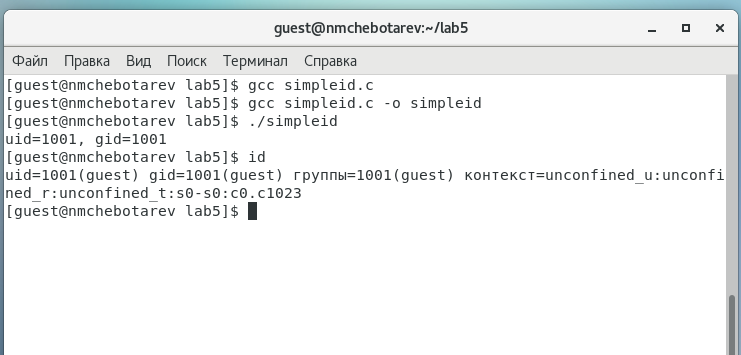 guest@nmchebotarev:~/lab5
Файл Правка Вид Поиск Терминал Справка
[guest@nmchebotarev lab5]$ gcc simpleid.c
[guest@nmchebotarev lab5]$ gcc simpleid.c -o simpleid
[guest@nmchebotarev lab5]$ ./simpleid
uid=1001, gid=1001
[guest@nmchebotarev lab5]$ id
uid=1001(guest) gid=1001(guest) группы=1001(guest) контекст=unconfined_u:unconfi
ned_r:unconfined_t:s0-s0:c0.c1023
[guest@nmchebotarev lab5]$